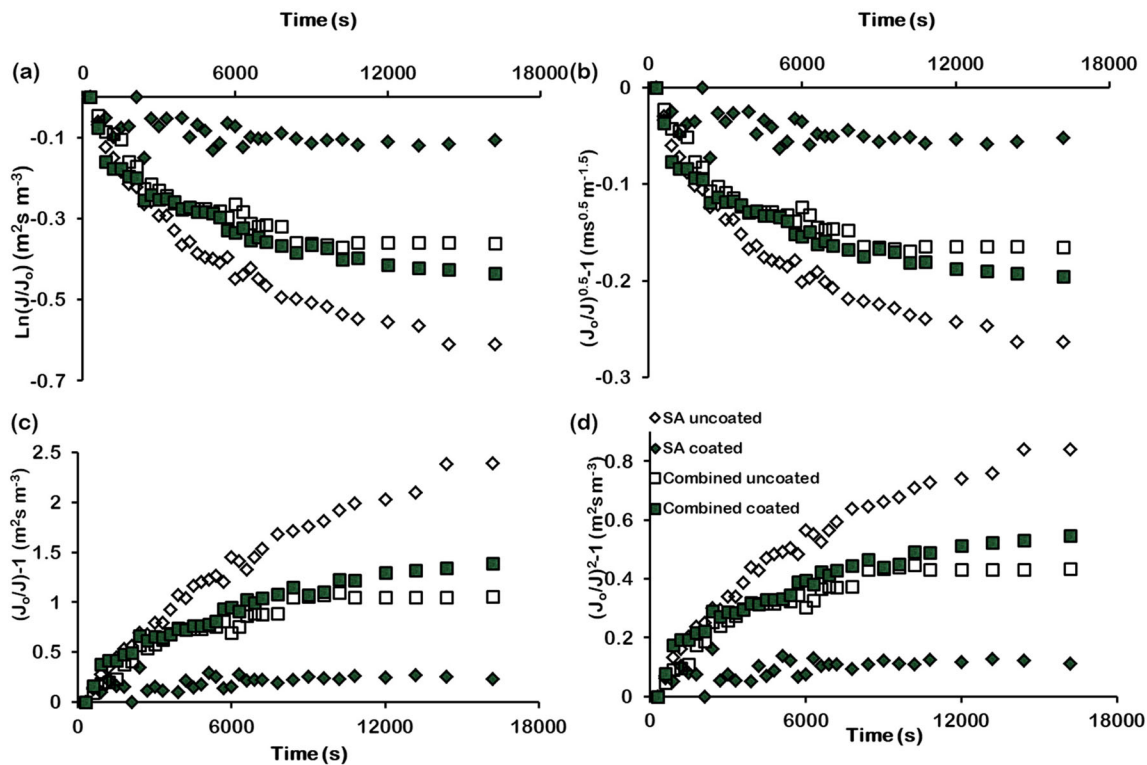 Time (s)
(a)
0 6000 12000 18000
-0.1
-0.3
-0.5
-0.7
Ln(J/Jo) (m²s m⁻³)
Time (s)
(b)
0 6000 12000 18000
0
-0.1
-0.2
-0.3
(Jo/J)⁰·⁵-1 (ms⁰·⁵ m⁻¹·⁵)
(c)
2.5
2
1.5
1
0.5
0
(Jo/J)-1 (m²s m⁻³)
0 6000 12000 18000
Time (s)
(d)
SA uncoated
SA coated
Combined uncoated
Combined coated
0.8
0.6
0.4
0.2
0
(Jo/J)²-1 (m²s m⁻³)
0 6000 12000 18000
Time (s)